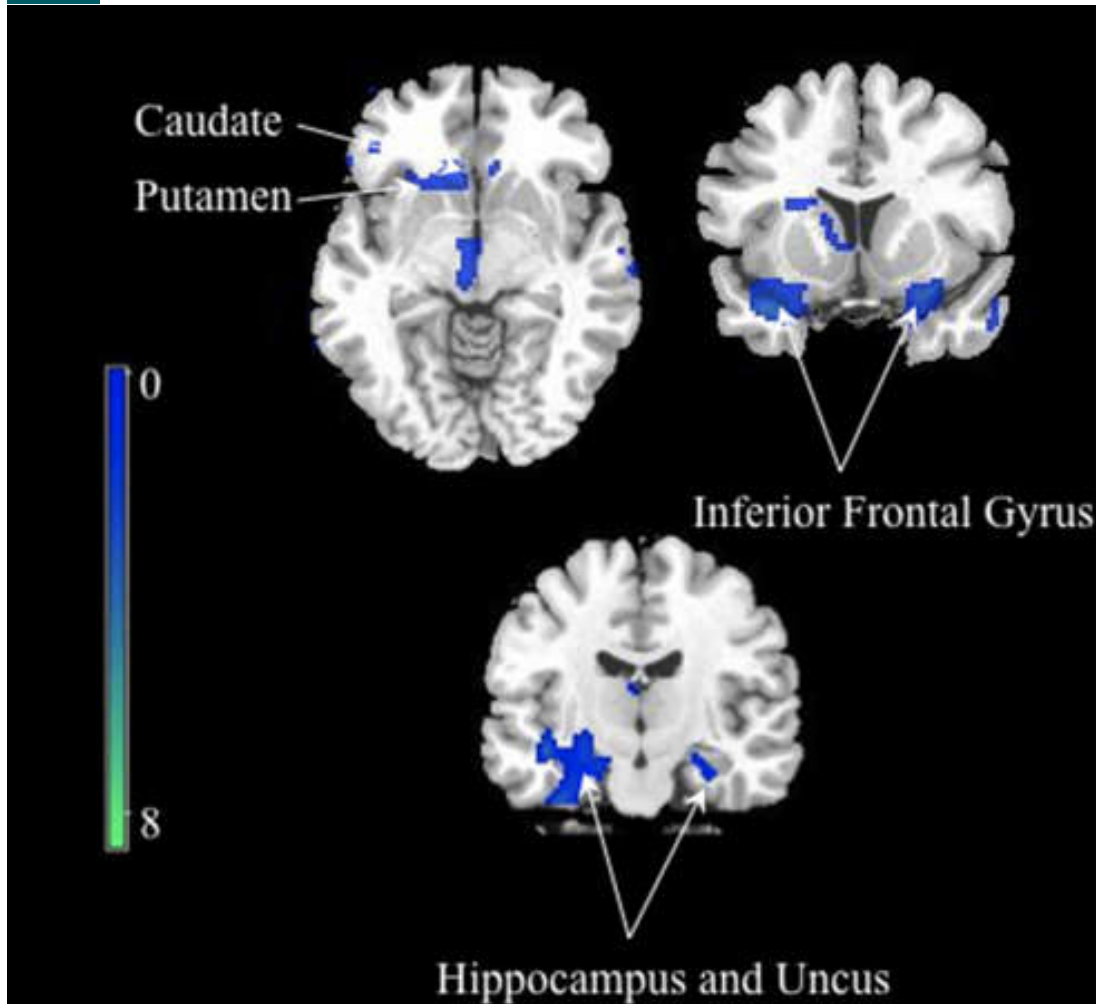 Caudate
Putamen
0
Inferior Frontal Gyrus
8
Hippocampus and Uncus